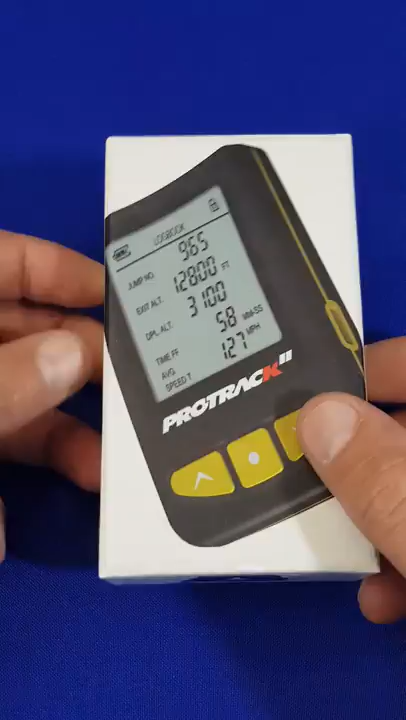 LOGBOOK
JUMP NO. 965
EXIT ALT. 12800 FT
DPL.ALT. 3100
TIME FF 58 MM:SS
AVG. SPEED T. 127 MPH
PROTRACK II